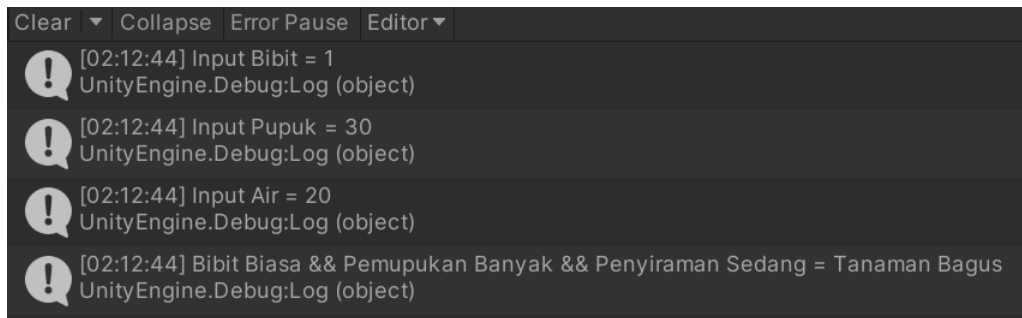 Clear Collapse Error Pause Editor
[02:12:44] Input Bibit = 1
UnityEngine.Debug:Log (object)
[02:12:44] Input Pupuk = 30
UnityEngine.Debug:Log (object)
[02:12:44] Input Air = 20
UnityEngine.Debug:Log (object)
[02:12:44] Bibit Biasa && Pemupukan Banyak && Penyiraman Sedang = Tanaman Bagus
UnityEngine.Debug:Log (object)